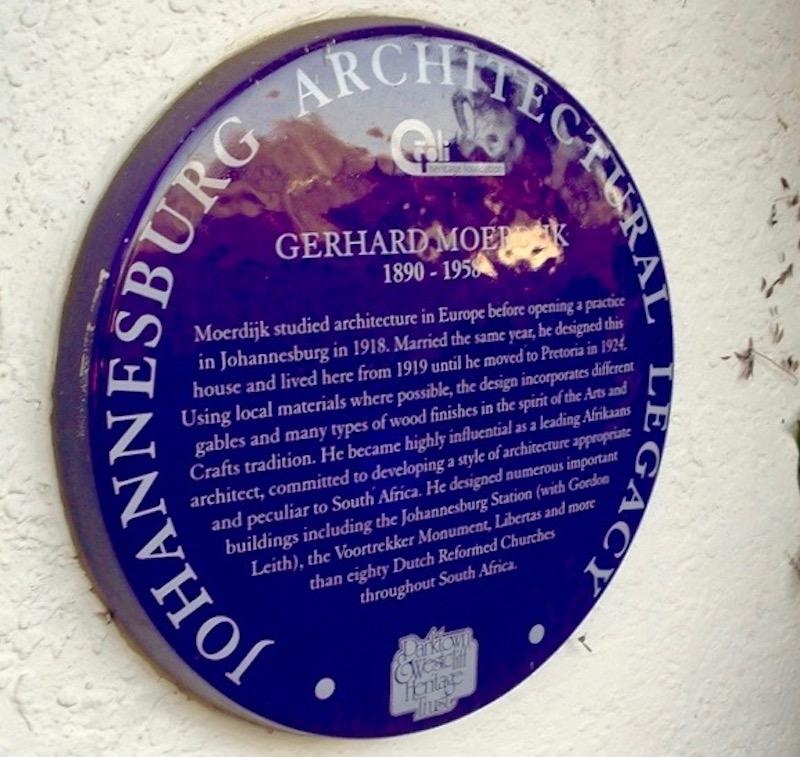 JOHANNESBURG ARCHITECTURAL LEGACY
heritage foundation
GERHARD MOERDIJK
1890 - 1958
Moerdijk studied architecture in Europe before opening a practice
in Johannesburg in 1918. Married the same year, he designed this
house and lived here from 1919 until he moved to Pretoria in 1924.
Using local materials where possible, the design incorporates different
gables and many types of wood finishes in the spirit of the Arts and
Crafts tradition. He became highly influential as a leading Afrikaans
architect, committed to developing a style of architecture appropriate
and peculiar to South Africa. He designed numerous important
buildings including the Johannesburg Station (with Gordon
Leith), the Voortrekker Monument, Libertas and more
than eighty Dutch Reformed Churches
throughout South Africa.
Parktown
& Westcliff
Heritage
Trust